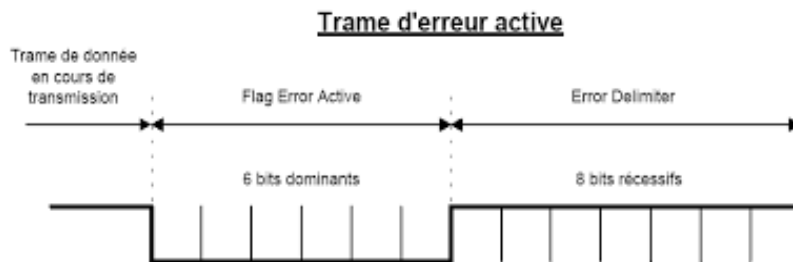 Trame d'erreur active
Trame de donnée
en cours de
transmission
Flag Error Active
Error Delimiter
6 bits dominants
8 bits récessifs